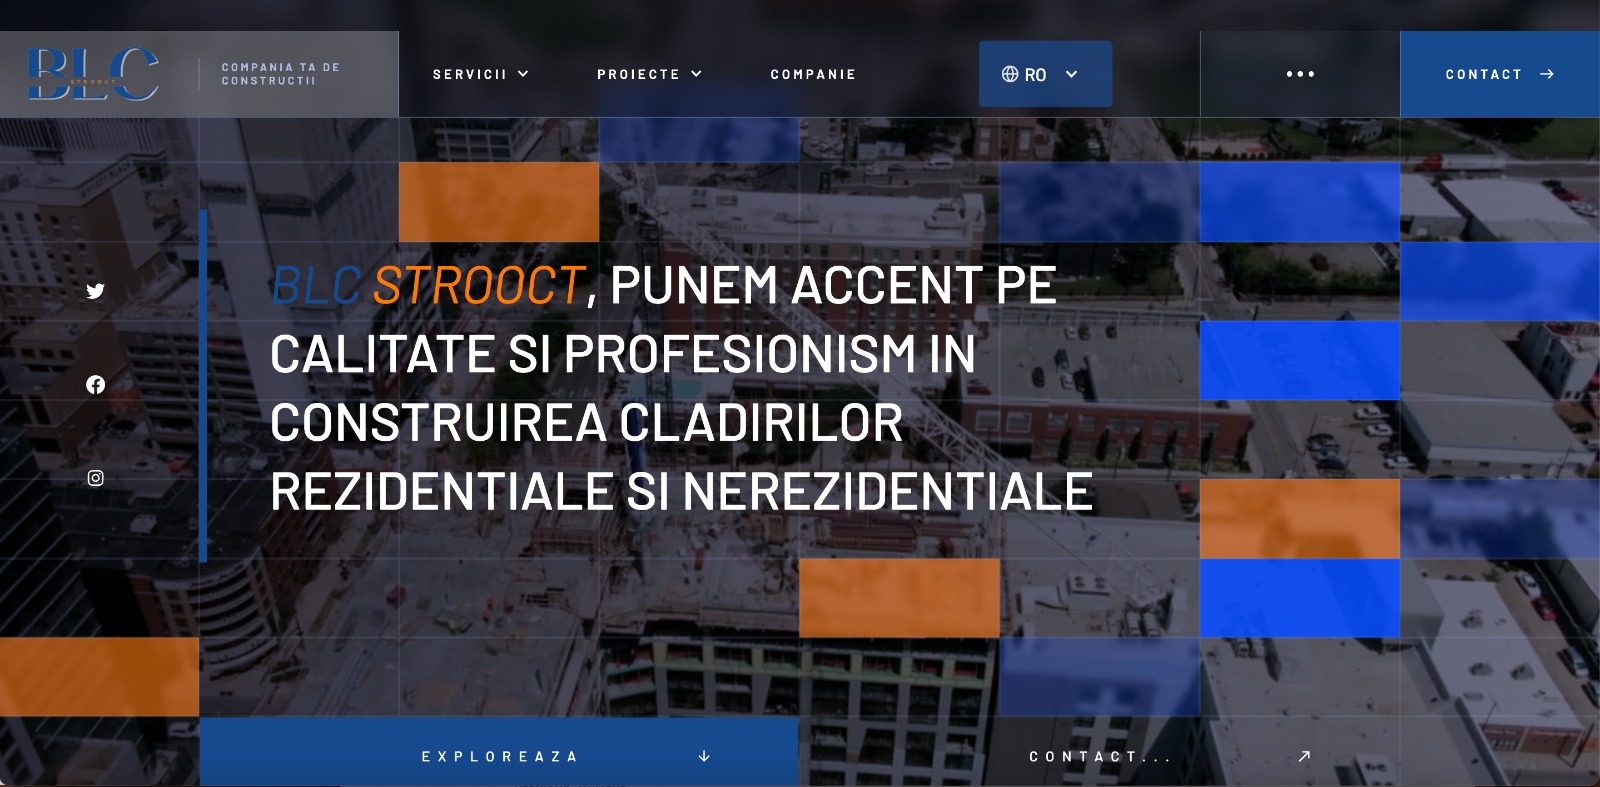 BLC
STROOCT
COMPANIA TA DE
CONSTRUCTII
SERVICII
PROIECTE
COMPANIE
RO
•••
CONTACT →
BLC STROOCT, PUNEM ACCENT PE
CALITATE SI PROFESIONISM IN
CONSTRUIREA CLADIRILOR
REZIDENTIALE SI NEREZIDENTIALE
EXPLOREAZA ↓
CONTACT... ↗